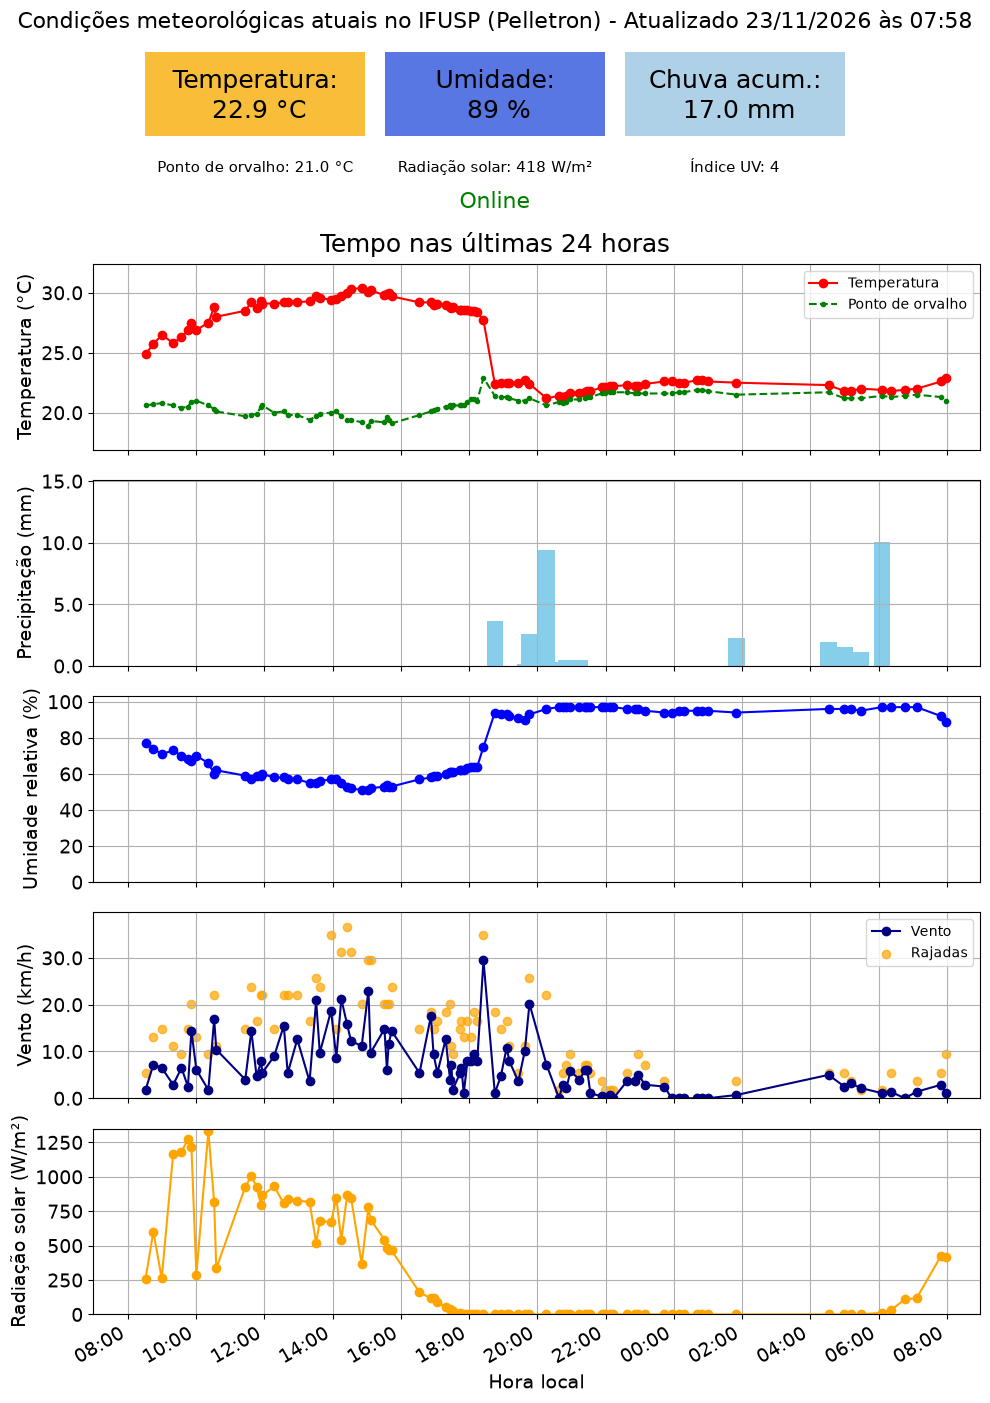 Condições meteorológicas atuais no IFUSP (Pelletron) - Atualizado 23/11/2026 às 07:58
Temperatura:
22.9 °C
Umidade:
89 %
Chuva acum.:
17.0 mm
Ponto de orvalho: 21.0 °C
Radiação solar: 418 W/m²
Índice UV: 4
Online
Tempo nas últimas 24 horas
Temperatura (°C)
30.0
25.0
20.0
Temperatura
Ponto de orvalho
Precipitação (mm)
15.0
10.0
5.0
0.0
Umidade relativa (%)
100
80
60
40
20
0
Vento (km/h)
30.0
20.0
10.0
0.0
Vento
Rajadas
Radiação solar (W/m²)
1250
1000
750
500
250
0
08:00
10:00
12:00
14:00
16:00
18:00
20:00
22:00
00:00
02:00
04:00
06:00
08:00
Hora local